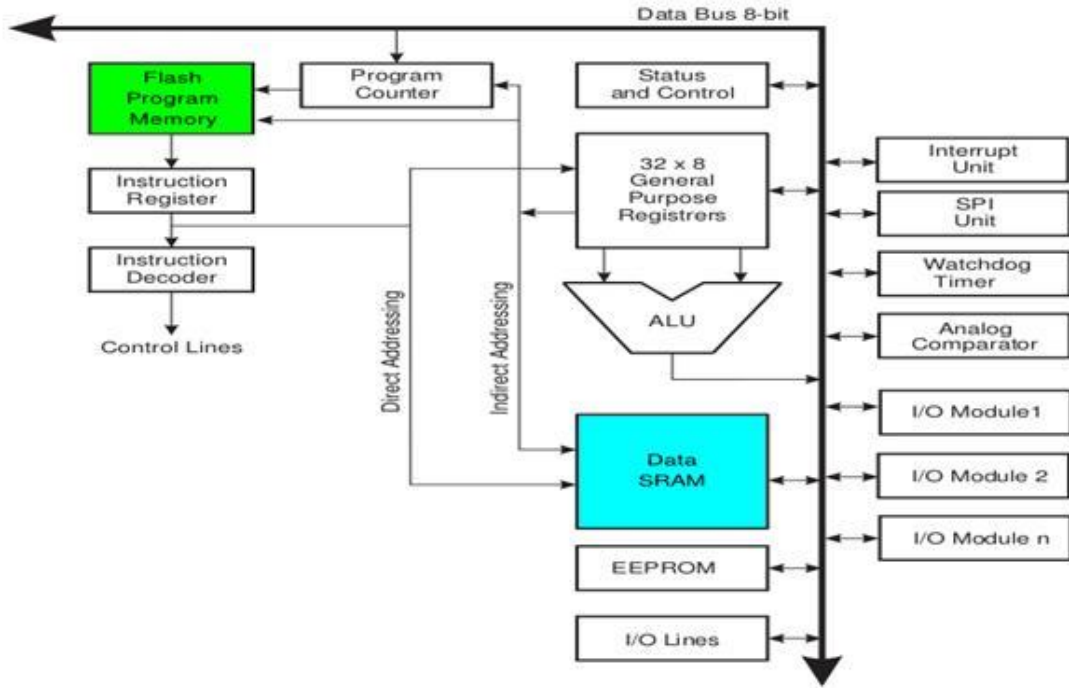 Data Bus 8-bit
Flash
Program
Memory
Program
Counter
Status
and Control
Interrupt
Unit
32 x 8
General
Purpose
Registrers
Instruction
Register
SPI
Unit
Instruction
Decoder
Watchdog
Timer
Control Lines
Direct Addressing
Indirect Addressing
ALU
Analog
Comparator
I/O Module1
Data
SRAM
I/O Module 2
I/O Module n
EEPROM
I/O Lines